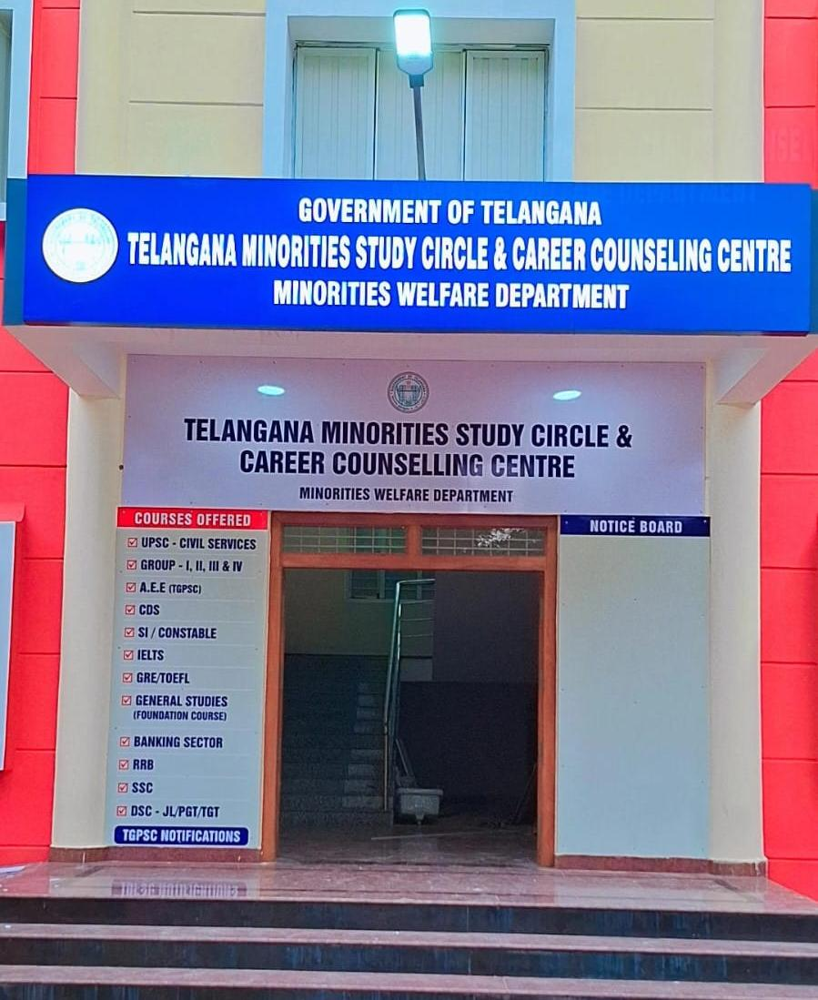 GOVERNMENT OF TELANGANA
TELANGANA MINORITIES STUDY CIRCLE & CAREER COUNSELING CENTRE
MINORITIES WELFARE DEPARTMENT
TELANGANA MINORITIES STUDY CIRCLE &
CAREER COUNSELLING CENTRE
MINORITIES WELFARE DEPARTMENT
COURSES OFFERED
UPSC - CIVIL SERVICES
GROUP - I, II, III & IV
A.E.E (TGPSC)
CDS
SI / CONSTABLE
IELTS
GRE/TOEFL
GENERAL STUDIES
(FOUNDATION COURSE)
BANKING SECTOR
RRB
SSC
DSC - JL/PGT/TGT
TGPSC NOTIFICATIONS
NOTICE BOARD